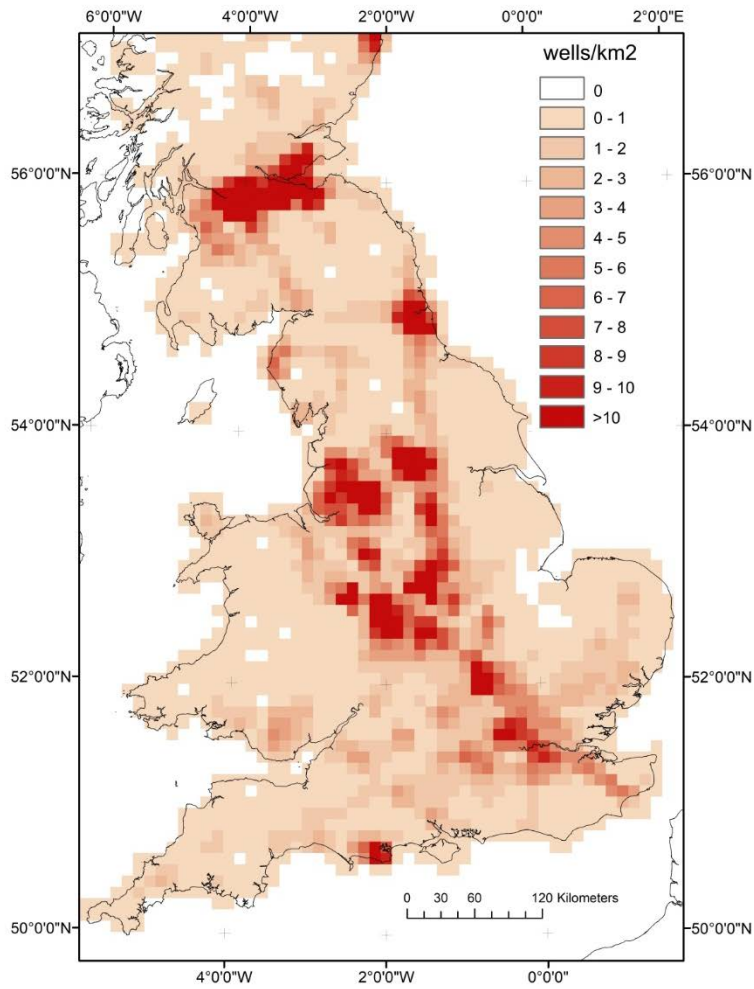 6°0'0"W 4°0'0"W 2°0'0"W 0°0'0" 2°0'0"E
wells/km2
0
0 - 1
1 - 2
2 - 3
3 - 4
4 - 5
5 - 6
6 - 7
7 - 8
8 - 9
9 - 10
>10
56°0'0"N 56°0'0"N
54°0'0"N 54°0'0"N
52°0'0"N 52°0'0"N
50°0'0"N 50°0'0"N
0 30 60 120 Kilometers
4°0'0"W 2°0'0"W 0°0'0"